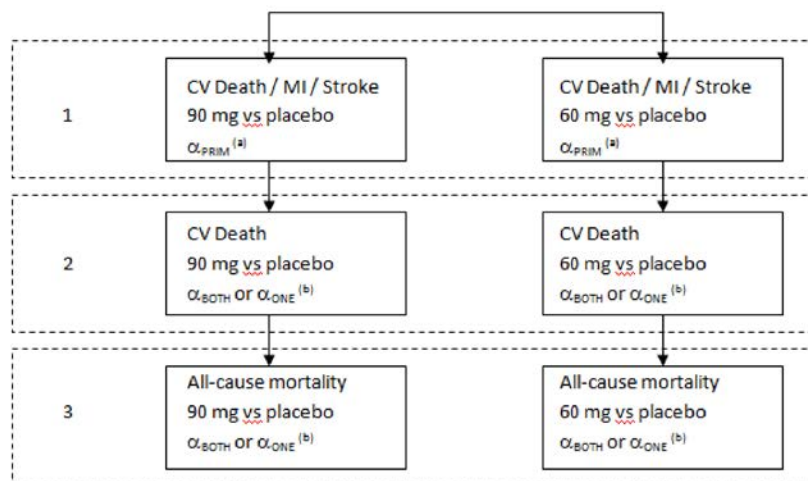 1
CV Death / MI / Stroke
90 mg vs placebo
αPRIM (a)
CV Death / MI / Stroke
60 mg vs placebo
αPRIM (a)
2
CV Death
90 mg vs placebo
αBOTH or αONE (b)
CV Death
60 mg vs placebo
αBOTH or αONE (b)
3
All-cause mortality
90 mg vs placebo
αBOTH or αONE (b)
All-cause mortality
60 mg vs placebo
αBOTH or αONE (b)